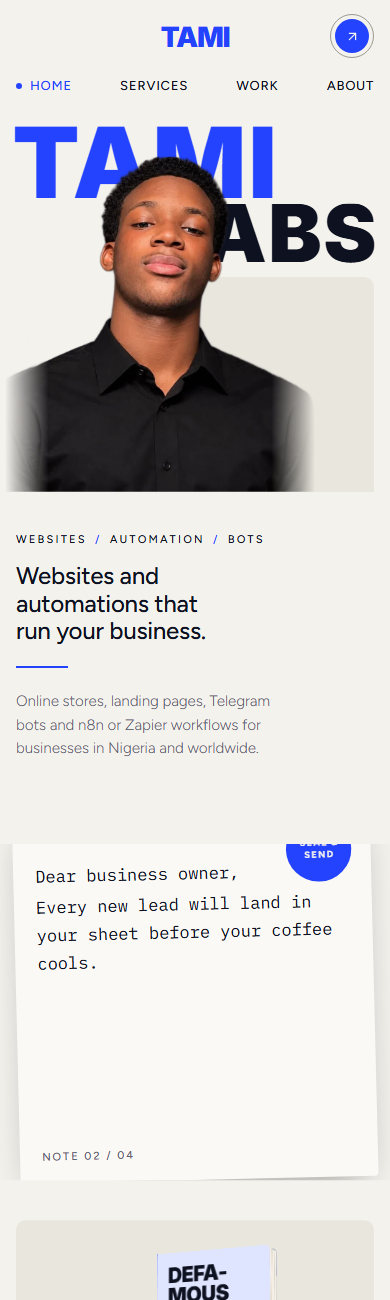 TAMI
HOME SERVICES WORK ABOUT
TAMI
ABS
WEBSITES / AUTOMATION / BOTS
Websites and
automations that
run your business.
Online stores, landing pages, Telegram
bots and n8n or Zapier workflows for
businesses in Nigeria and worldwide.
SEND
Dear business owner,
Every new lead will land in
your sheet before your coffee
cools.
NOTE 02 / 04
DEFA-
MOUS